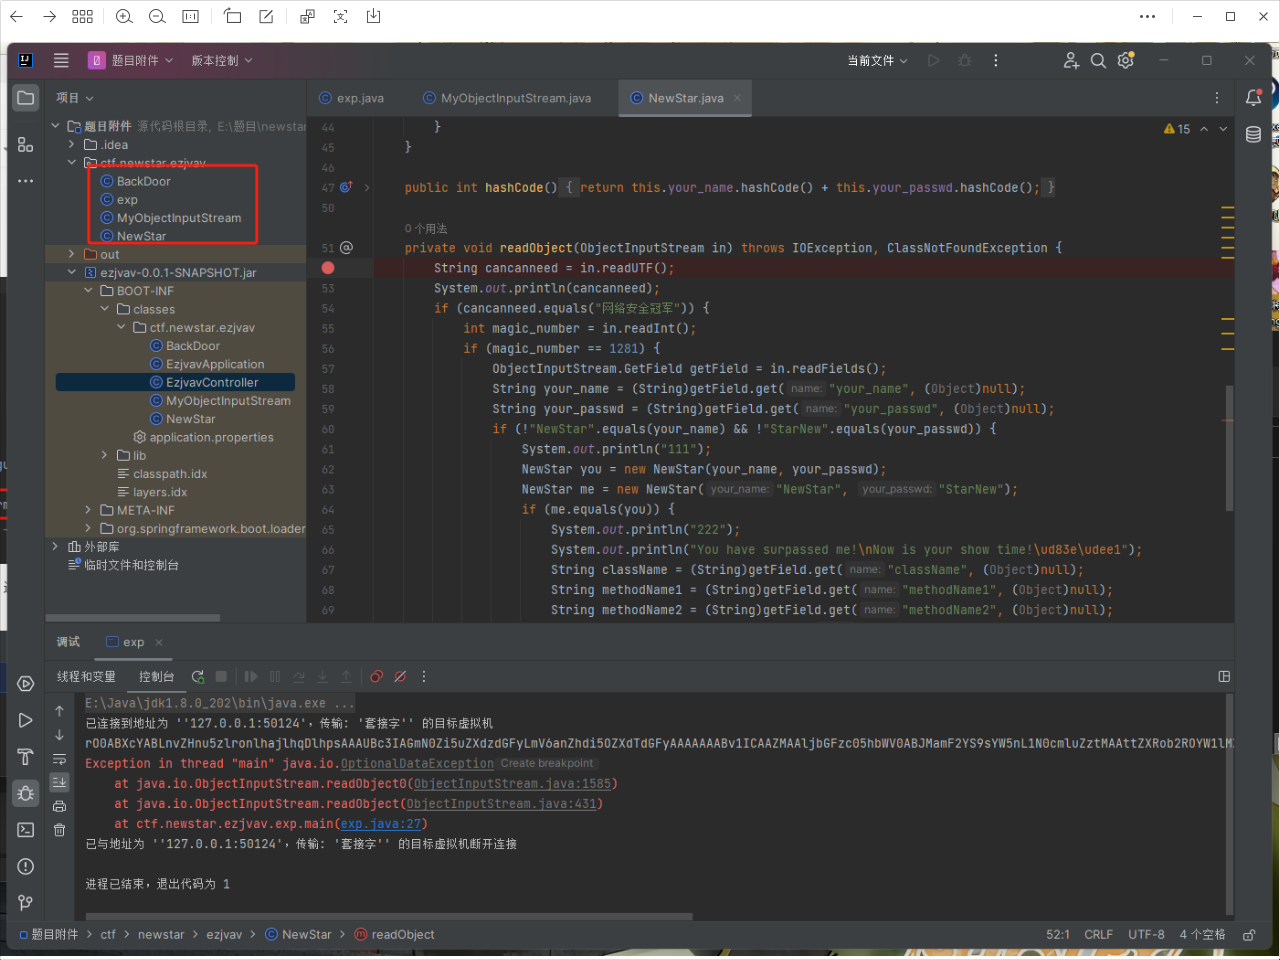 题目附件
版本控制
当前文件
项目
题目附件 源代码根目录, E:\题目\newstar
.idea
ctf.newstar.ezjvav
BackDoor
exp
MyObjectInputStream
NewStar
out
ezjvav-0.0.1-SNAPSHOT.jar
BOOT-INF
classes
ctf.newstar.ezjvav
BackDoor
EzjvavApplication
EzjvavController
MyObjectInputStream
NewStar
application.properties
lib
classpath.idx
layers.idx
META-INF
org.springframework.boot.loader
外部库
临时文件和控制台
exp.java MyObjectInputStream.java NewStar.java
15
44 }
45 }
46
47 public int hashCode() { return this.your_name.hashCode() + this.your_passwd.hashCode(); }
50
0 个用法
51 private void readObject(ObjectInputStream in) throws IOException, ClassNotFoundException {
String cancanneed = in.readUTF();
53 System.out.println(cancanneed);
54 if (cancanneed.equals("网络安全冠军")) {
55 int magic_number = in.readInt();
56 if (magic_number == 1281) {
57 ObjectInputStream.GetField getField = in.readFields();
58 String your_name = (String)getField.get( name: "your_name", (Object)null);
59 String your_passwd = (String)getField.get( name: "your_passwd", (Object)null);
60 if (!"NewStar".equals(your_name) && !"StarNew".equals(your_passwd)) {
61 System.out.println("111");
62 NewStar you = new NewStar(your_name, your_passwd);
63 NewStar me = new NewStar( your_name: "NewStar", your_passwd: "StarNew");
64 if (me.equals(you)) {
65 System.out.println("222");
66 System.out.println("You have surpassed me!\nNow is your show time!\ud83e\udee1");
67 String className = (String)getField.get( name: "className", (Object)null);
68 String methodName1 = (String)getField.get( name: "methodName1", (Object)null);
69 String methodName2 = (String)getField.get( name: "methodName2", (Object)null);
调试 exp
线程和变量 控制台
E:\Java\jdk1.8.0_202\bin\java.exe ...
已连接到地址为 ''127.0.0.1:50124'，传输: '套接字'' 的目标虚拟机
Exception in thread "main" java.io.OptionalDataException Create breakpoint
at java.io.ObjectInputStream.readObject0(ObjectInputStream.java:1585)
at java.io.ObjectInputStream.readObject(ObjectInputStream.java:431)
at ctf.newstar.ezjvav.exp.main(exp.java:27)
已与地址为 ''127.0.0.1:50124'，传输: '套接字'' 的目标虚拟机断开连接
进程已结束，退出代码为 1
题目附件 > ctf > newstar > ezjvav > NewStar > readObject
52:1 CRLF UTF-8 4 个空格